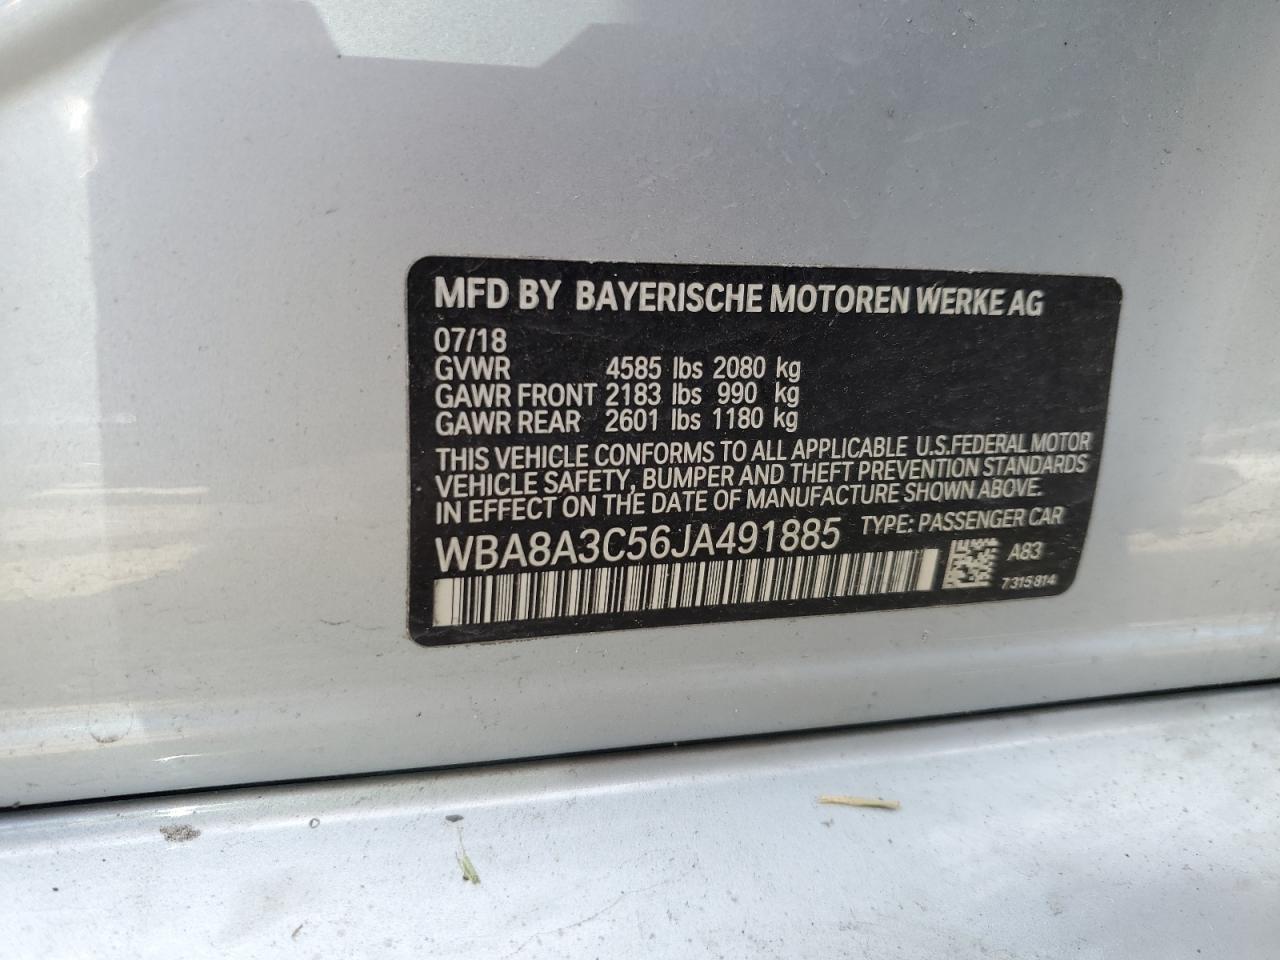 MFD BY BAYERISCHE MOTOREN WERKE AG
07/18
GVWR 4585 lbs 2080 kg
GAWR FRONT 2183 lbs 990 kg
GAWR REAR 2601 lbs 1180 kg
THIS VEHICLE CONFORMS TO ALL APPLICABLE U.S.FEDERAL MOTOR
VEHICLE SAFETY, BUMPER AND THEFT PREVENTION STANDARDS
IN EFFECT ON THE DATE OF MANUFACTURE SHOWN ABOVE.
WBA8A3C56JA491885 TYPE: PASSENGER CAR
A83
7315814